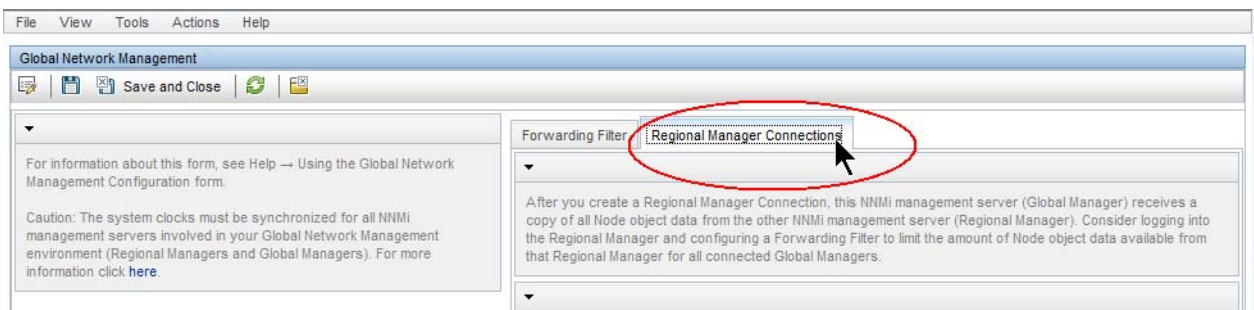 File View Tools Actions Help
Global Network Management
Save and Close
For information about this form, see Help → Using the Global Network
Management Configuration form.
Caution: The system clocks must be synchronized for all NNMi
management servers involved in your Global Network Management
environment (Regional Managers and Global Managers). For more
information click here.
Forwarding Filter Regional Manager Connections
After you create a Regional Manager Connection, this NNMi management server (Global Manager) receives a
copy of all Node object data from the other NNMi management server (Regional Manager). Consider logging into
the Regional Manager and configuring a Forwarding Filter to limit the amount of Node object data available from
that Regional Manager for all connected Global Managers.